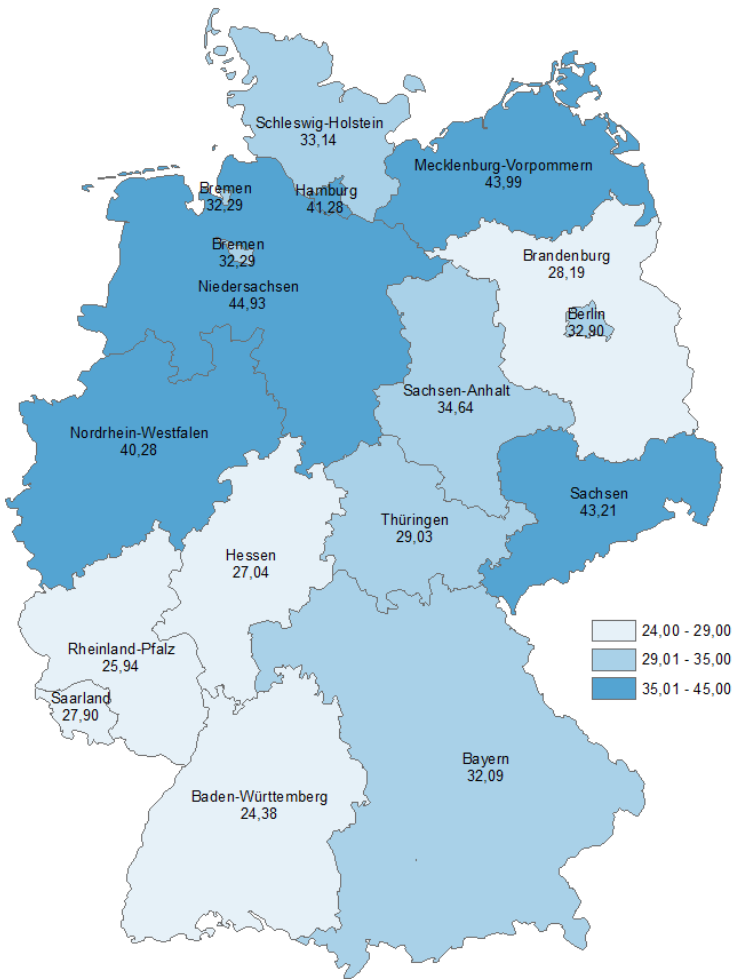 Schleswig-Holstein
33,14
Mecklenburg-Vorpommern
43,99
Bremen
32,29
Hamburg
41,28
Bremen
32,29
Niedersachsen
44,93
Brandenburg
28,19
Berlin
32,90
Sachsen-Anhalt
34,64
Nordrhein-Westfalen
40,28
Sachsen
43,21
Thüringen
29,03
Hessen
27,04
Rheinland-Pfalz
25,94
Saarland
27,90
Bayern
32,09
Baden-Württemberg
24,38
24,00 - 29,00
29,01 - 35,00
35,01 - 45,00